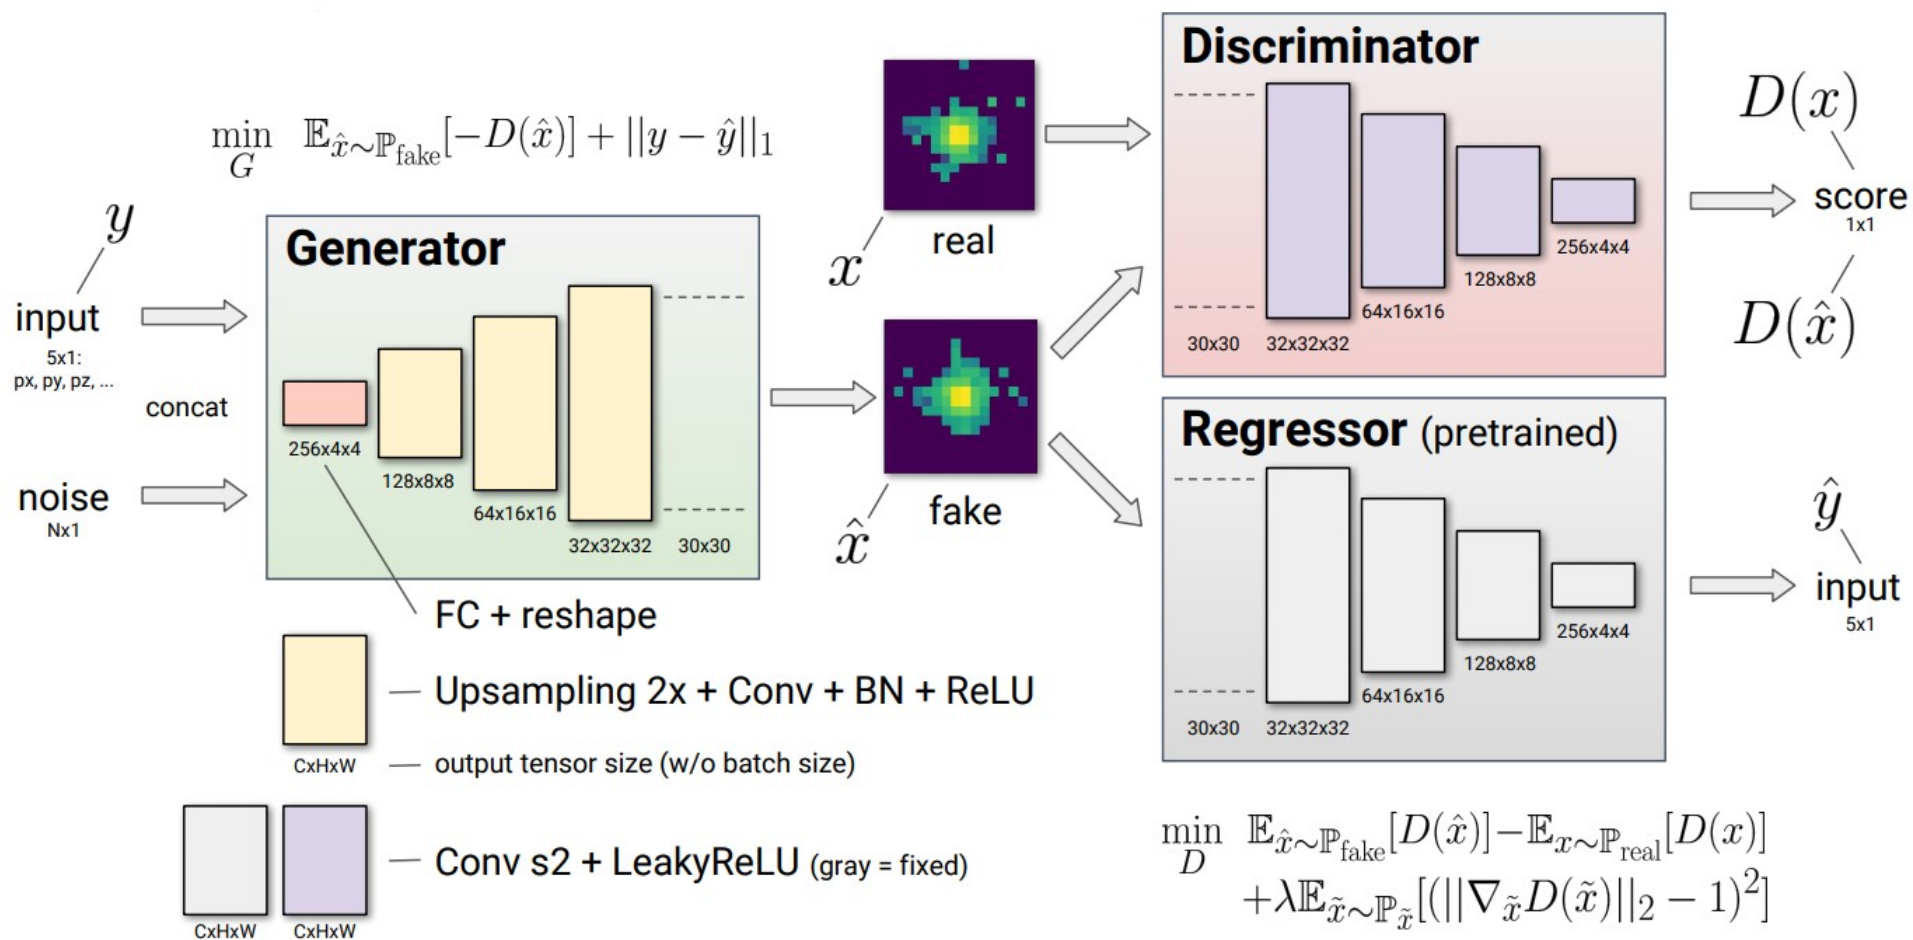 min_G 𝔼_{x̂∼ℙ_fake}[−D(x̂)] + ||y − ŷ||_1
y
input
5x1:
px, py, pz, ...
concat
noise
Nx1
Generator
256x4x4
128x8x8
64x16x16
32x32x32
30x30
FC + reshape
Upsampling 2x + Conv + BN + ReLU
CxHxW
output tensor size (w/o batch size)
Conv s2 + LeakyReLU (gray = fixed)
CxHxW
CxHxW
real
x
fake
x̂
Discriminator
30x30
32x32x32
64x16x16
128x8x8
256x4x4
D(x)
score
1x1
D(x̂)
Regressor (pretrained)
30x30
32x32x32
64x16x16
128x8x8
256x4x4
ŷ
input
5x1
min_D 𝔼_{x̂∼ℙ_fake}[D(x̂)]−𝔼_{x∼ℙ_real}[D(x)]
+λ𝔼_{x̃∼ℙ_x̃}[(||∇_x̃ D(x̃)||_2 − 1)^2]